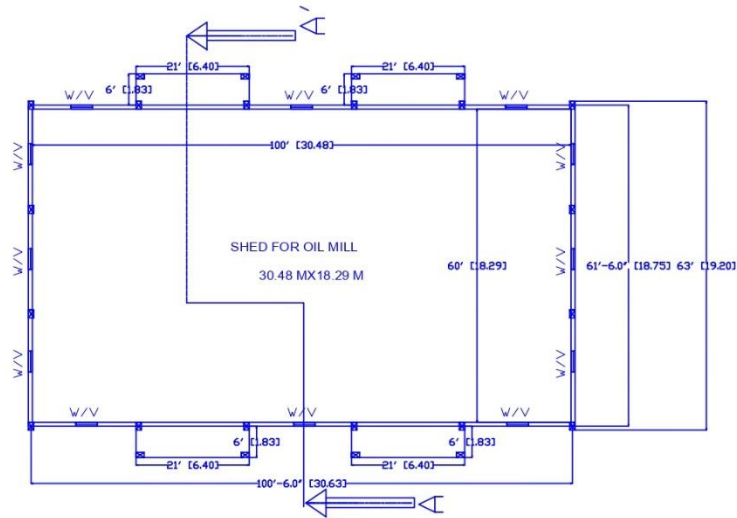 A'
21' [6.40]
21' [6.40]
6' [1.83]
6' [1.83]
W/V
W/V
W/V
W/V
W/V
100' [30.48]
SHED FOR OIL MILL
30.48 MX18.29 M
60' [18.29]
61'-6.0" [18.75]
63' [19.20]
W/V
W/V
W/V
W/V
W/V
W/V
W/V
6' [1.83]
6' [1.83]
21' [6.40]
21' [6.40]
100'-6.0" [30.63]
A